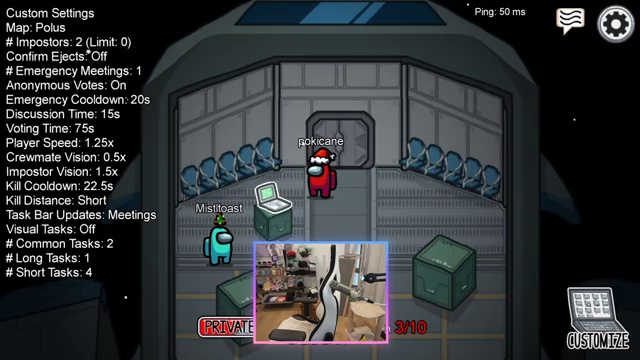 Custom Settings
Map: Polus
# Impostors: 2 (Limit: 0)
Confirm Ejects: Off
# Emergency Meetings: 1
Anonymous Votes: On
Emergency Cooldown: 20s
Discussion Time: 15s
Voting Time: 75s
Player Speed: 1.25x
Crewmate Vision: 0.5x
Impostor Vision: 1.5x
Kill Cooldown: 22.5s
Kill Distance: Short
Task Bar Updates: Meetings
Visual Tasks: Off
# Common Tasks: 2
# Long Tasks: 1
# Short Tasks: 4
Ping: 50 ms
pokicane
Mistltoast
PRIVATE
3/10
CUSTOMIZE